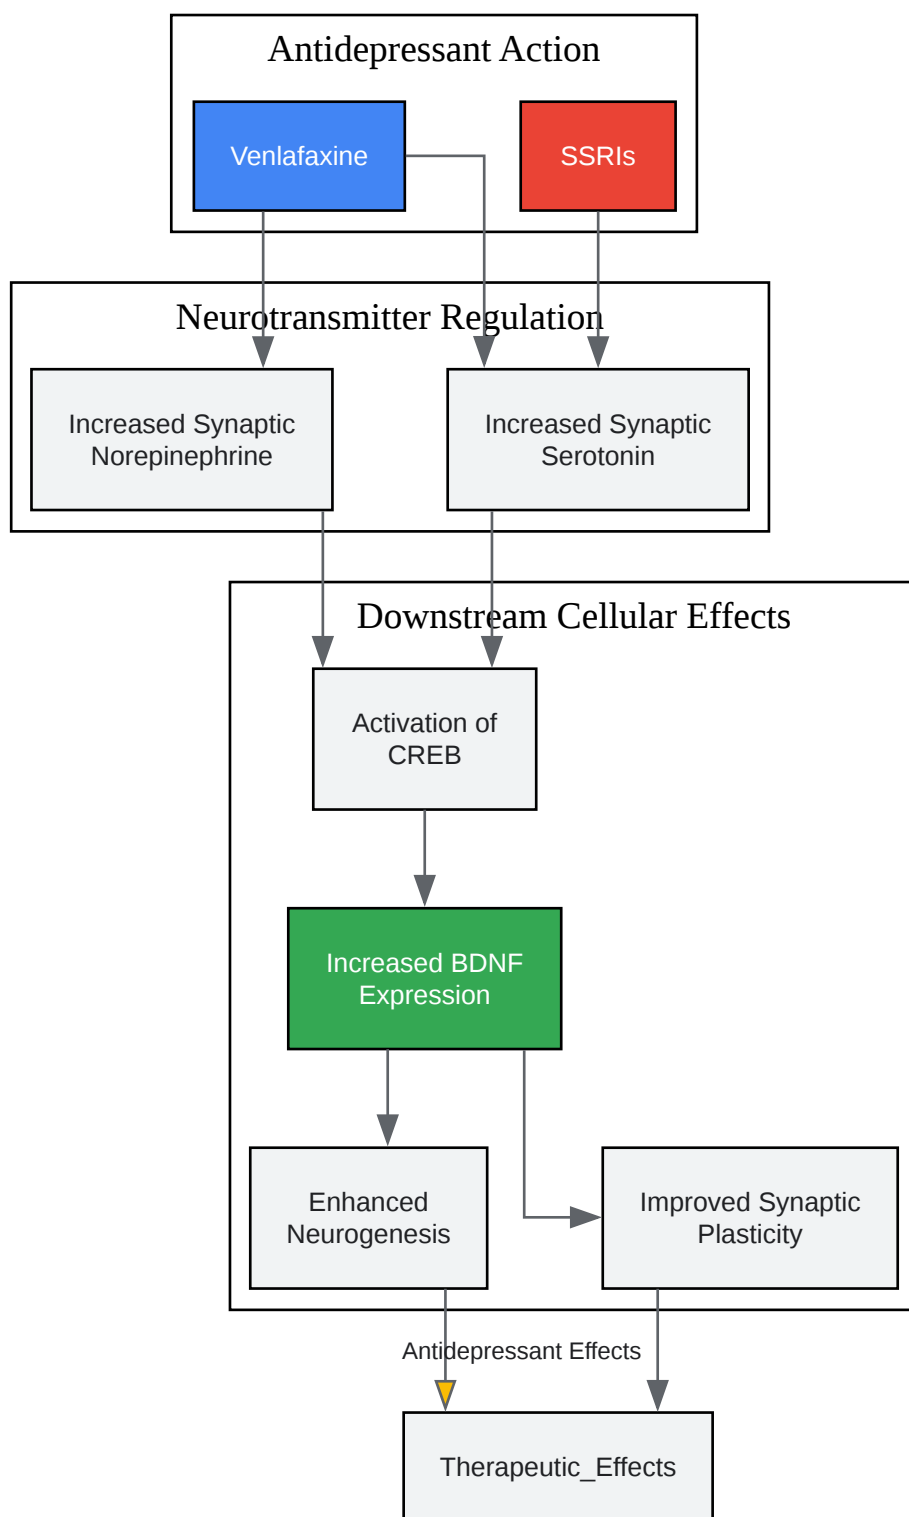 Antidepressant Action
Venlafaxine
SSRIs
Neurotransmitter Regulation
Increased Synaptic
Norepinephrine
Increased Synaptic
Serotonin
Downstream Cellular Effects
Activation of
CREB
Increased BDNF
Expression
Enhanced
Neurogenesis
Improved Synaptic
Plasticity
Antidepressant Effects
Therapeutic_Effects